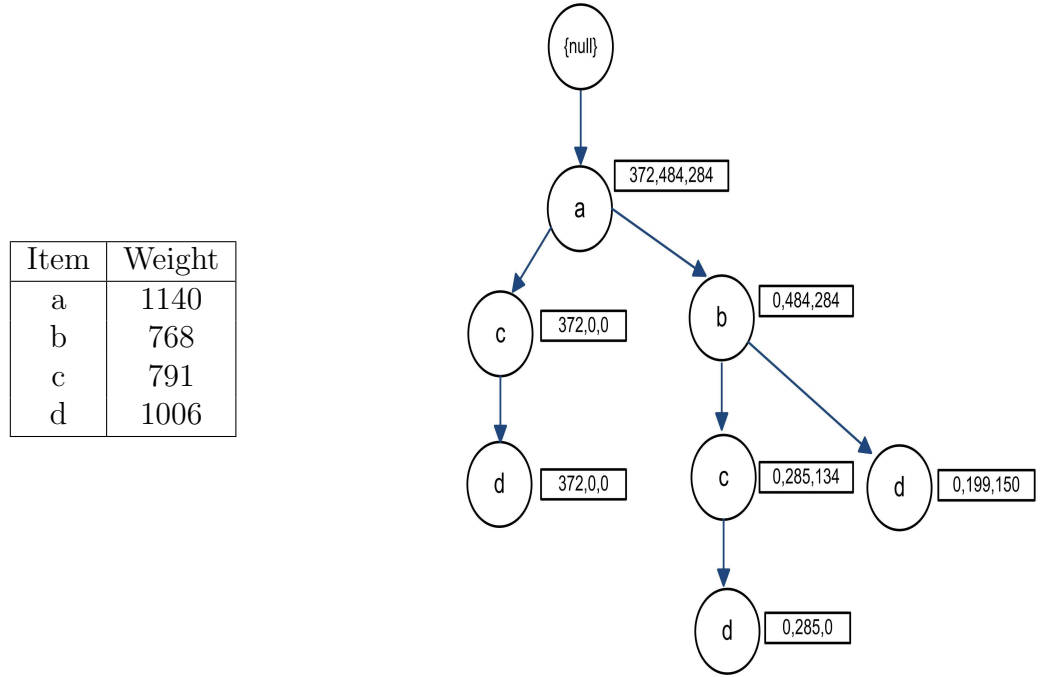 Item Weight
a 1140
b 768
c 791
d 1006
{null}
a 372,484,284
c 372,0,0
b 0,484,284
d 372,0,0
c 0,285,134
d 0,199,150
d 0,285,0